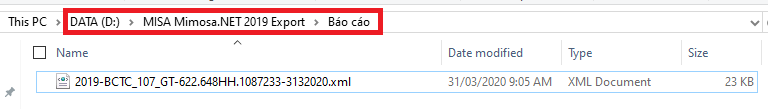 This PC > DATA (D:) > MISA Mimosa.NET 2019 Export > Báo cáo
Name Date modified Type Size
2019-BCTC_107_GT-622.648HH.1087233-3132020.xml 31/03/2020 9:05 AM XML Document 23 KB